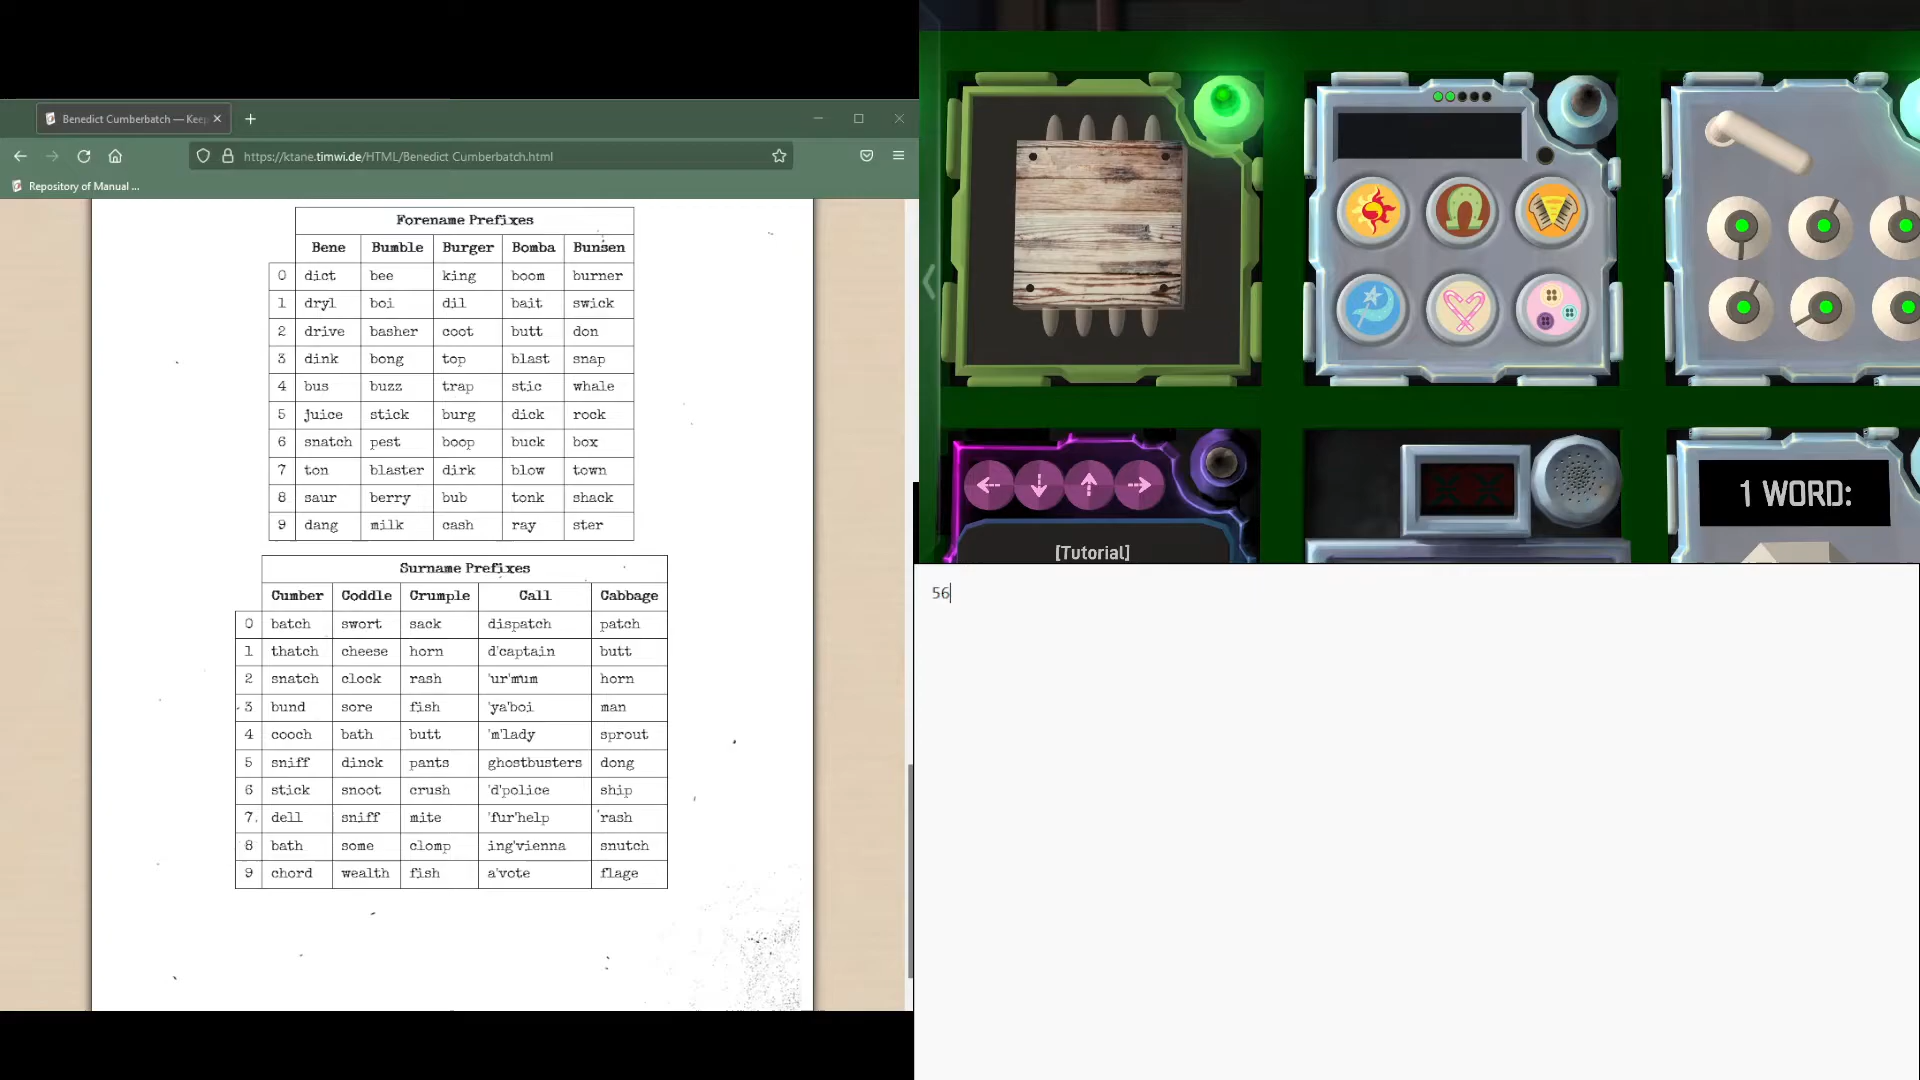 Benedict Cumberbatch — Keep
https://ktane.timwi.de/HTML/Benedict Cumberbatch.html
Repository of Manual ...
Forename Prefixes
Bene Bumble Burger Bomba Bunsen
0 dict bee king boom burner
1 dryl boi dil bait swick
2 drive basher coot butt don
3 dink bong top blast snap
4 bus buzz trap stic whale
5 juice stick burg dick rock
6 snatch pest boop buck box
7 ton blaster dirk blow town
8 saur berry bub tonk shack
9 dang milk cash ray ster
Surname Prefixes
Cumber Coddle Crumple Call Cabbage
0 batch swort sack dispatch patch
1 thatch cheese horn d'captain butt
2 snatch clock rash 'ur'mum horn
3 bund sore fish 'ya'boi man
4 cooch bath butt 'm'lady sprout
5 sniff dinck pants ghostbusters dong
6 stick snoot crush 'd'police ship
7 dell sniff mite 'fur'help rash
8 bath some clomp ing'vienna snutch
9 chord wealth fish a'vote flage
[Tutorial]
1 WORD:
56